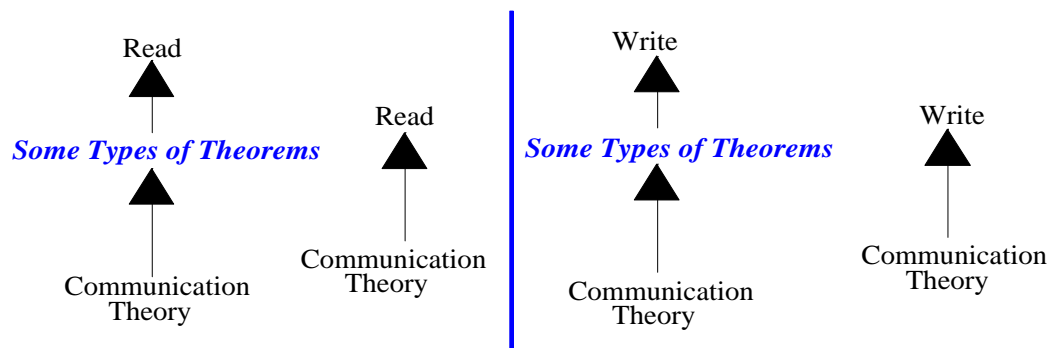 Read
Some Types of Theorems
Communication
Theory
Read
Communication
Theory
Write
Some Types of Theorems
Communication
Theory
Write
Communication
Theory